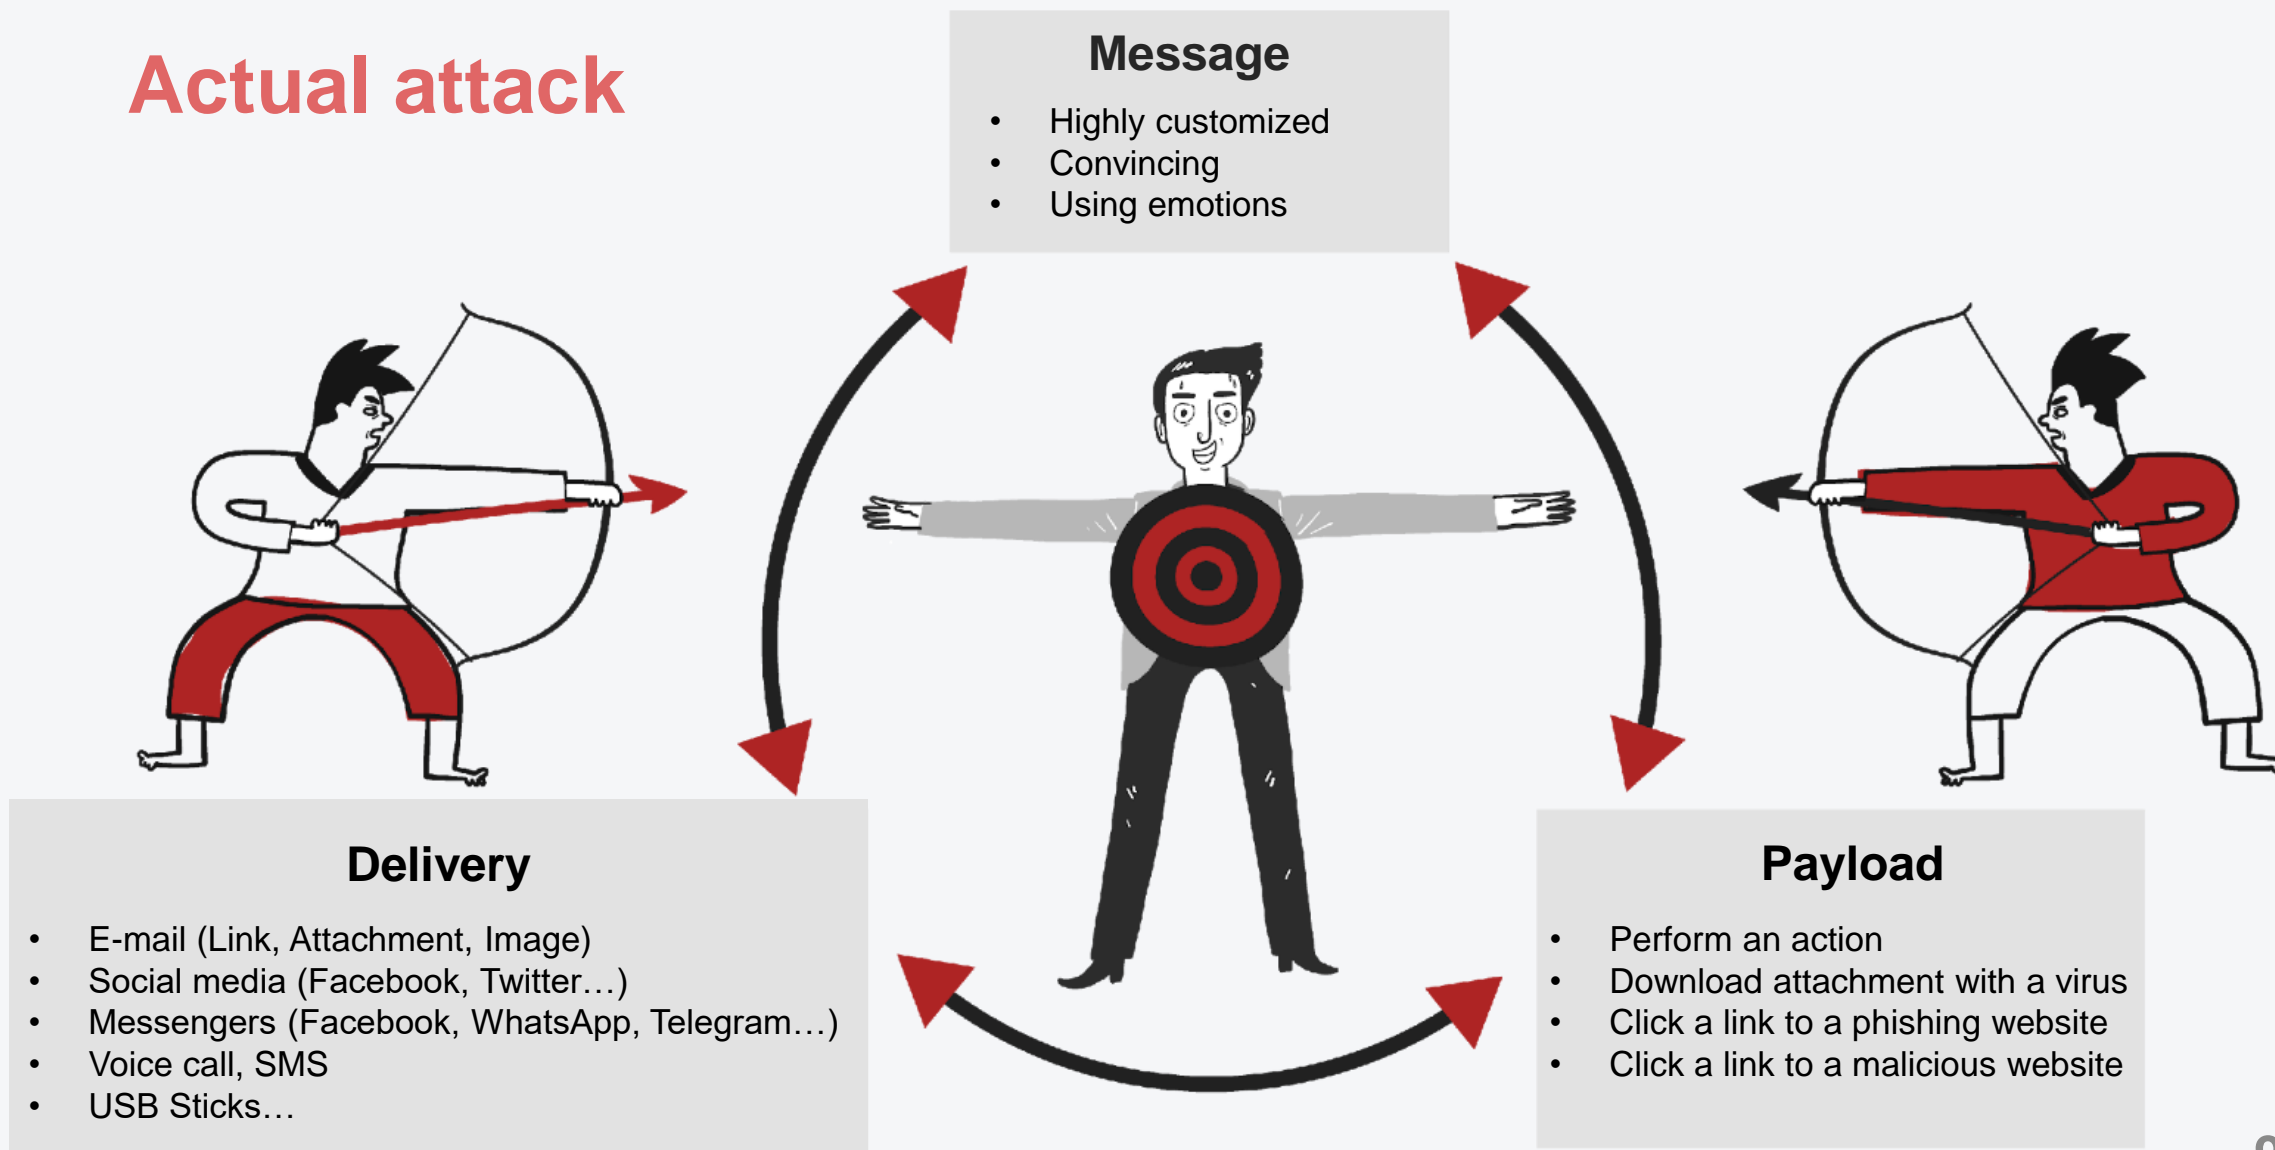 Actual attack
Message
• Highly customized
• Convincing
• Using emotions
Delivery
• E-mail (Link, Attachment, Image)
• Social media (Facebook, Twitter…)
• Messengers (Facebook, WhatsApp, Telegram…)
• Voice call, SMS
• USB Sticks…
Payload
• Perform an action
• Download attachment with a virus
• Click a link to a phishing website
• Click a link to a malicious website